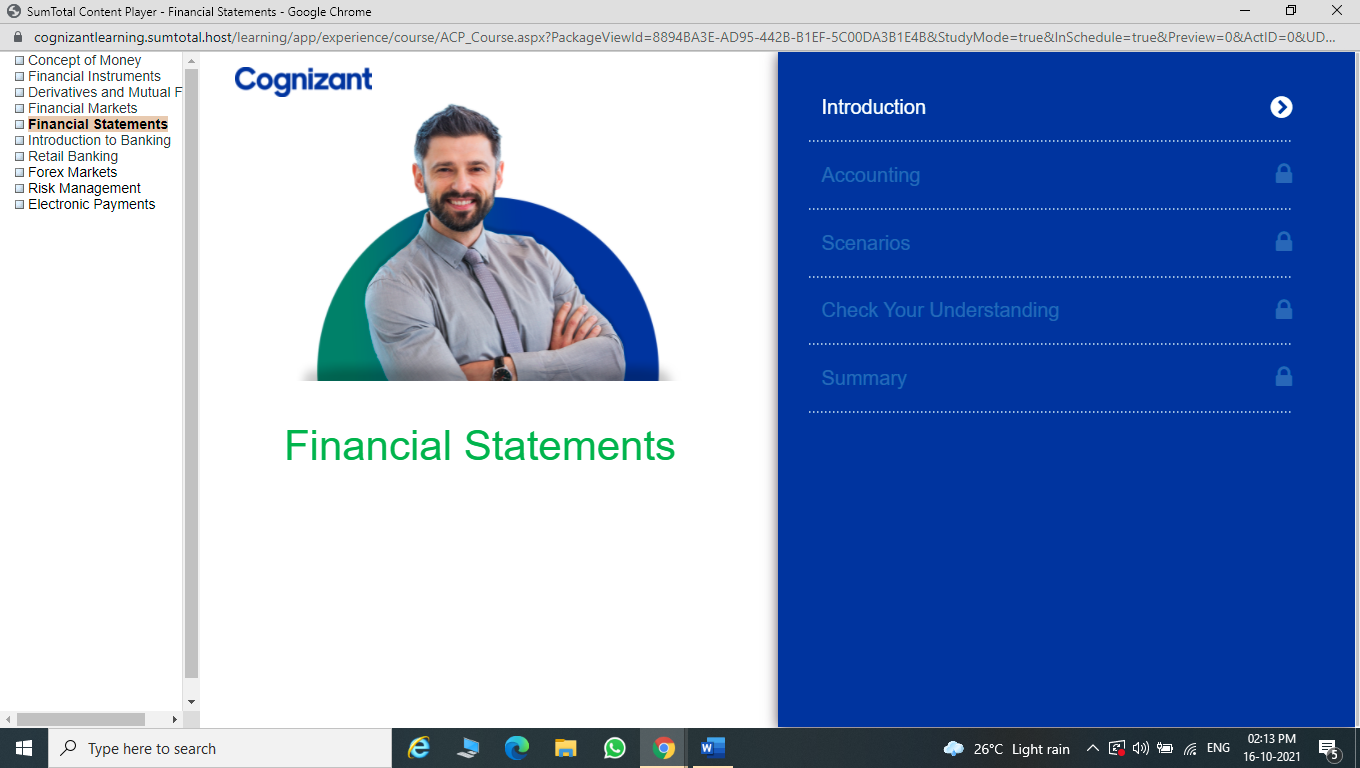 SumTotal Content Player - Financial Statements - Google Chrome
cognizantlearning.sumtotal.host/learning/app/experience/course/ACP_Course.aspx?PackageViewId=8894BA3E-AD95-442B-B1EF-5C00DA3B1E4B&StudyMode=true&InSchedule=true&Preview=0&ActID=0&UD...
Concept of Money
Financial Instruments
Derivatives and Mutual F
Financial Markets
Financial Statements
Introduction to Banking
Retail Banking
Forex Markets
Risk Management
Electronic Payments
Cognizant
Financial Statements
Introduction
Accounting
Scenarios
Check Your Understanding
Summary
Type here to search
26°C Light rain
ENG
02:13 PM
16-10-2021
5